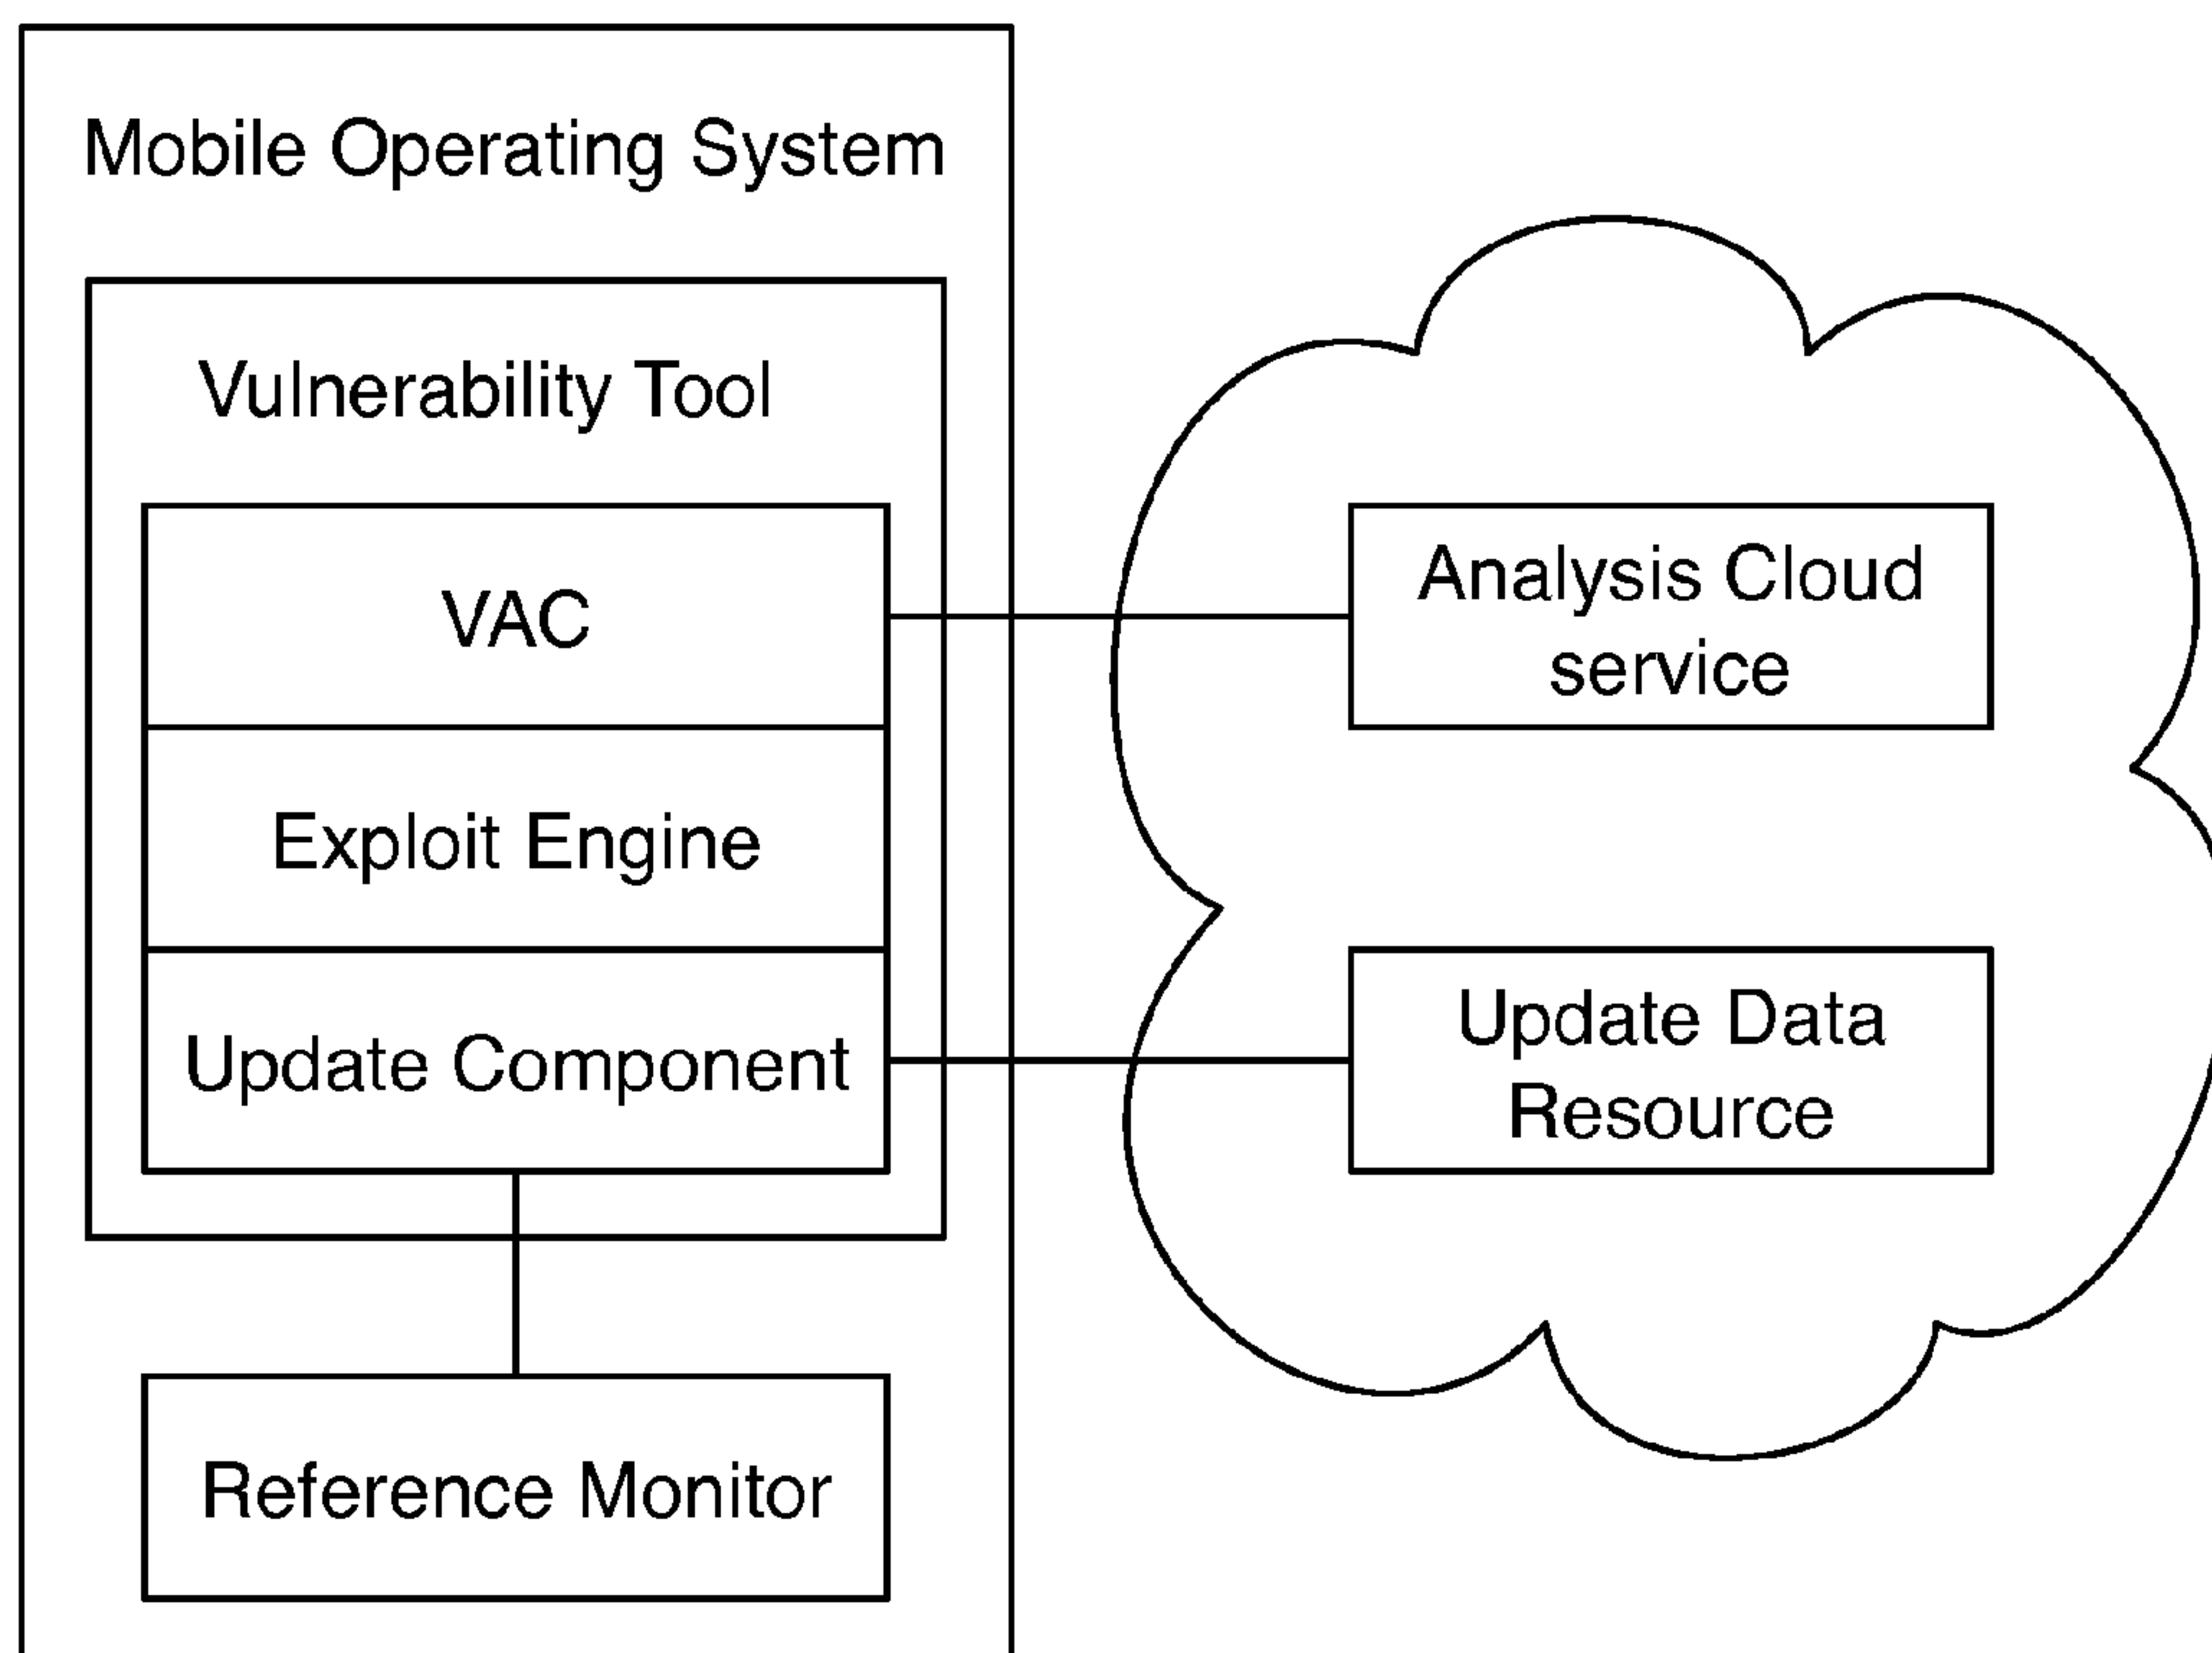 Mobile Operating System
Vulnerability Tool
VAC
Exploit Engine
Update Component
Reference Monitor
Analysis Cloud
service
Update Data
Resource